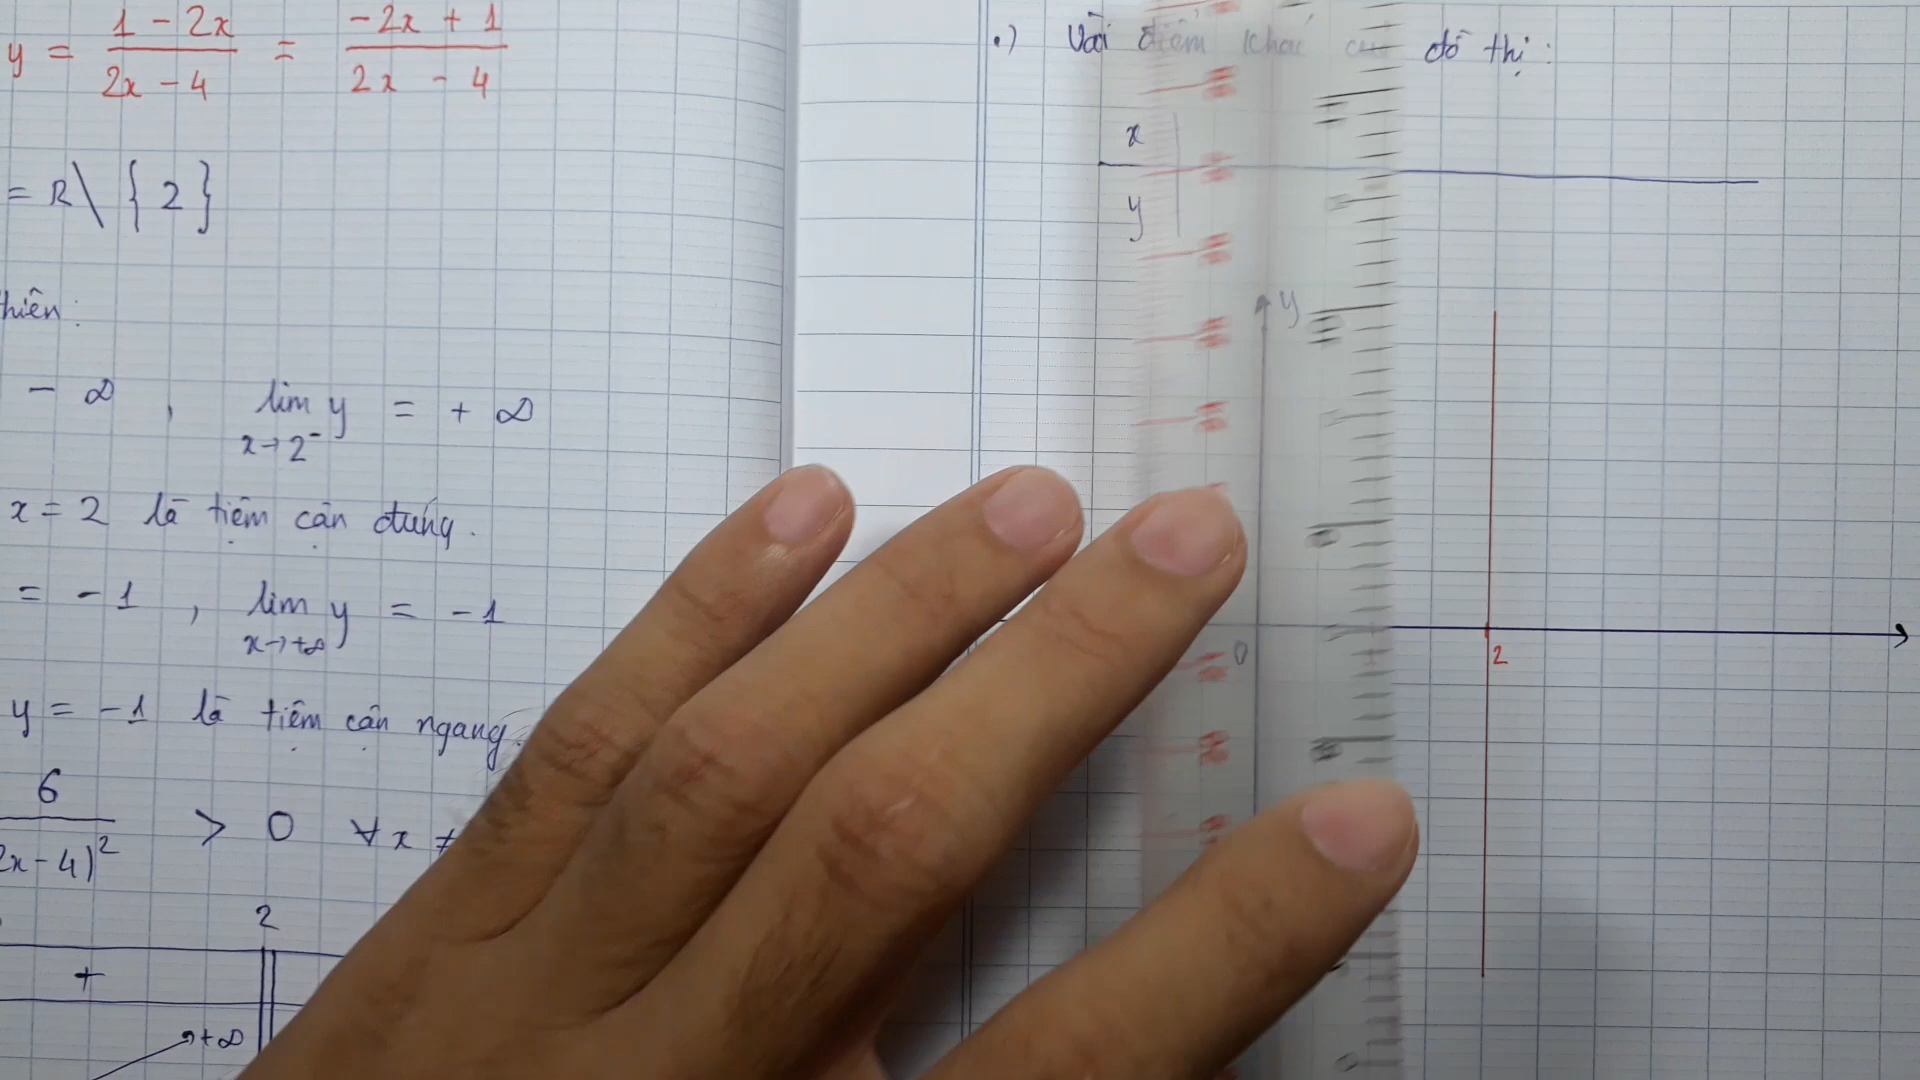 y = (1 - 2x)/(2x - 4) = (-2x + 1)/(2x - 4)
= R \ { 2 }
thiên:
- ∞ , lim y = + ∞
x→2⁻
x = 2 là tiệm cận đứng.
= -1 , lim y = -1
x→+∞
y = -1 là tiệm cận ngang.
6/(2x-4)² > 0 ∀x ≠
2
+
+∞
.) Vài điểm khác của đồ thị:
x
y
y
0
2